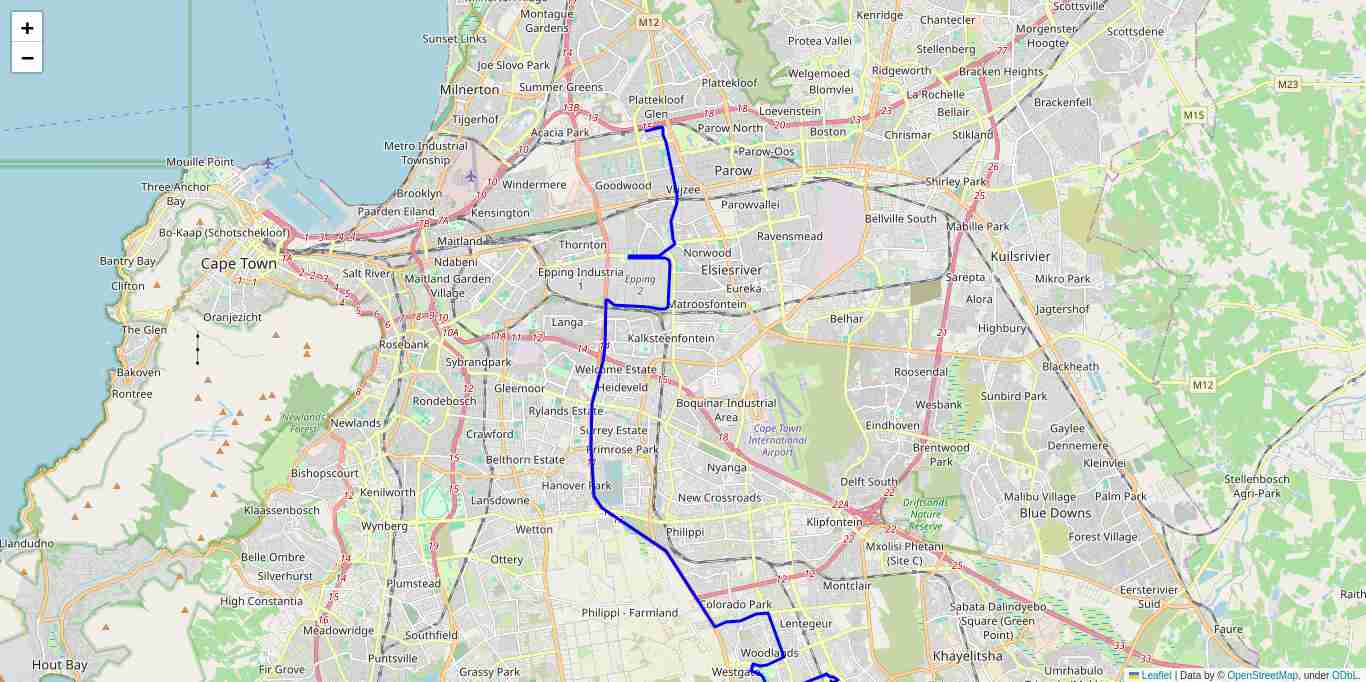 +
−
Montague
Gardens
M12
Kenridge
Chantecler
Scottsville
Morgenster
Hoogte
Scottsdene
Sunset Links
Protea Vallei
Stellenberg
Joe Slovo Park
Welgemoed
Ridgeworth
Bracken Heights
Milnerton
Summer Greens
Plattekloof
Blomvlei
La Rochelle
M23
Plattekloof
Glen
Loevenstein
Bellair
Brackenfell
M15
Tijgerhof
Acacia Park
Parow North
Boston
Chrismar
Stikland
Metro Industrial
Township
Parow-Oos
Mouille Point
Parow
Three Anchor
Bay
Brooklyn
Windermere
Goodwood
Vrijzee
Shirley Park
Paarden Eiland
Kensington
Parowvallei
Bellville South
Mabille Park
Bo-Kaap (Schotschekloof)
Maitland
Thornton
Ravensmead
Norwood
Kuilsrivier
Bantry Bay
Cape Town
Salt River
Ndabeni
Epping Industria
1
Epping
2
Elsiesriver
Sarepta
Mikro Park
Clifton
Maitland Garden
Village
Eureka
Oranjezicht
Matroosfontein
Alora
Jagtershof
The Glen
Langa
Belhar
Highbury
Rosebank
Kalksteenfontein
Bakoven
Sybrandpark
Welcome Estate
Roosendal
Blackheath
Rontree
Gleemoor
Heideveld
M12
Rondebosch
Rylands Estate
Boquinar Industrial
Area
Wesbank
Sunbird Park
Newlands
Forest
Newlands
Crawford
Surrey Estate
Cape Town
International
Airport
Eindhoven
Gaylee
Dennemere
Belthorn Estate
Primrose Park
Brentwood
Park
Kleinvlei
Bishopscourt
Nyanga
Stellenbosch
Agri-Park
Kenilworth
Hanover Park
Delft South
Klaassenbosch
Lansdowne
New Crossroads
Malibu Village
Palm Park
Driftsands
Nature
Reserve
Blue Downs
Wynberg
Wetton
Philippi
Klipfontein
Forest Village
Llandudno
Belle Ombre
Ottery
Mxolisi Phetani
(Site C)
Silverhurst
Plumstead
Montclair
Eersterivier
Suid
Raith
High Constantia
Philippi - Farmland
Colorado Park
Lentegeur
Sabata Dalindyebo
Square (Green
Point)
Meadowridge
Southfield
Faure
Hout Bay
Puntsville
Woodlands
Khayelitsha
Fir Grove
Grassy Park
Westgate
Umrhabulo
Leaflet | Data by © OpenStreetMap, under ODbL.